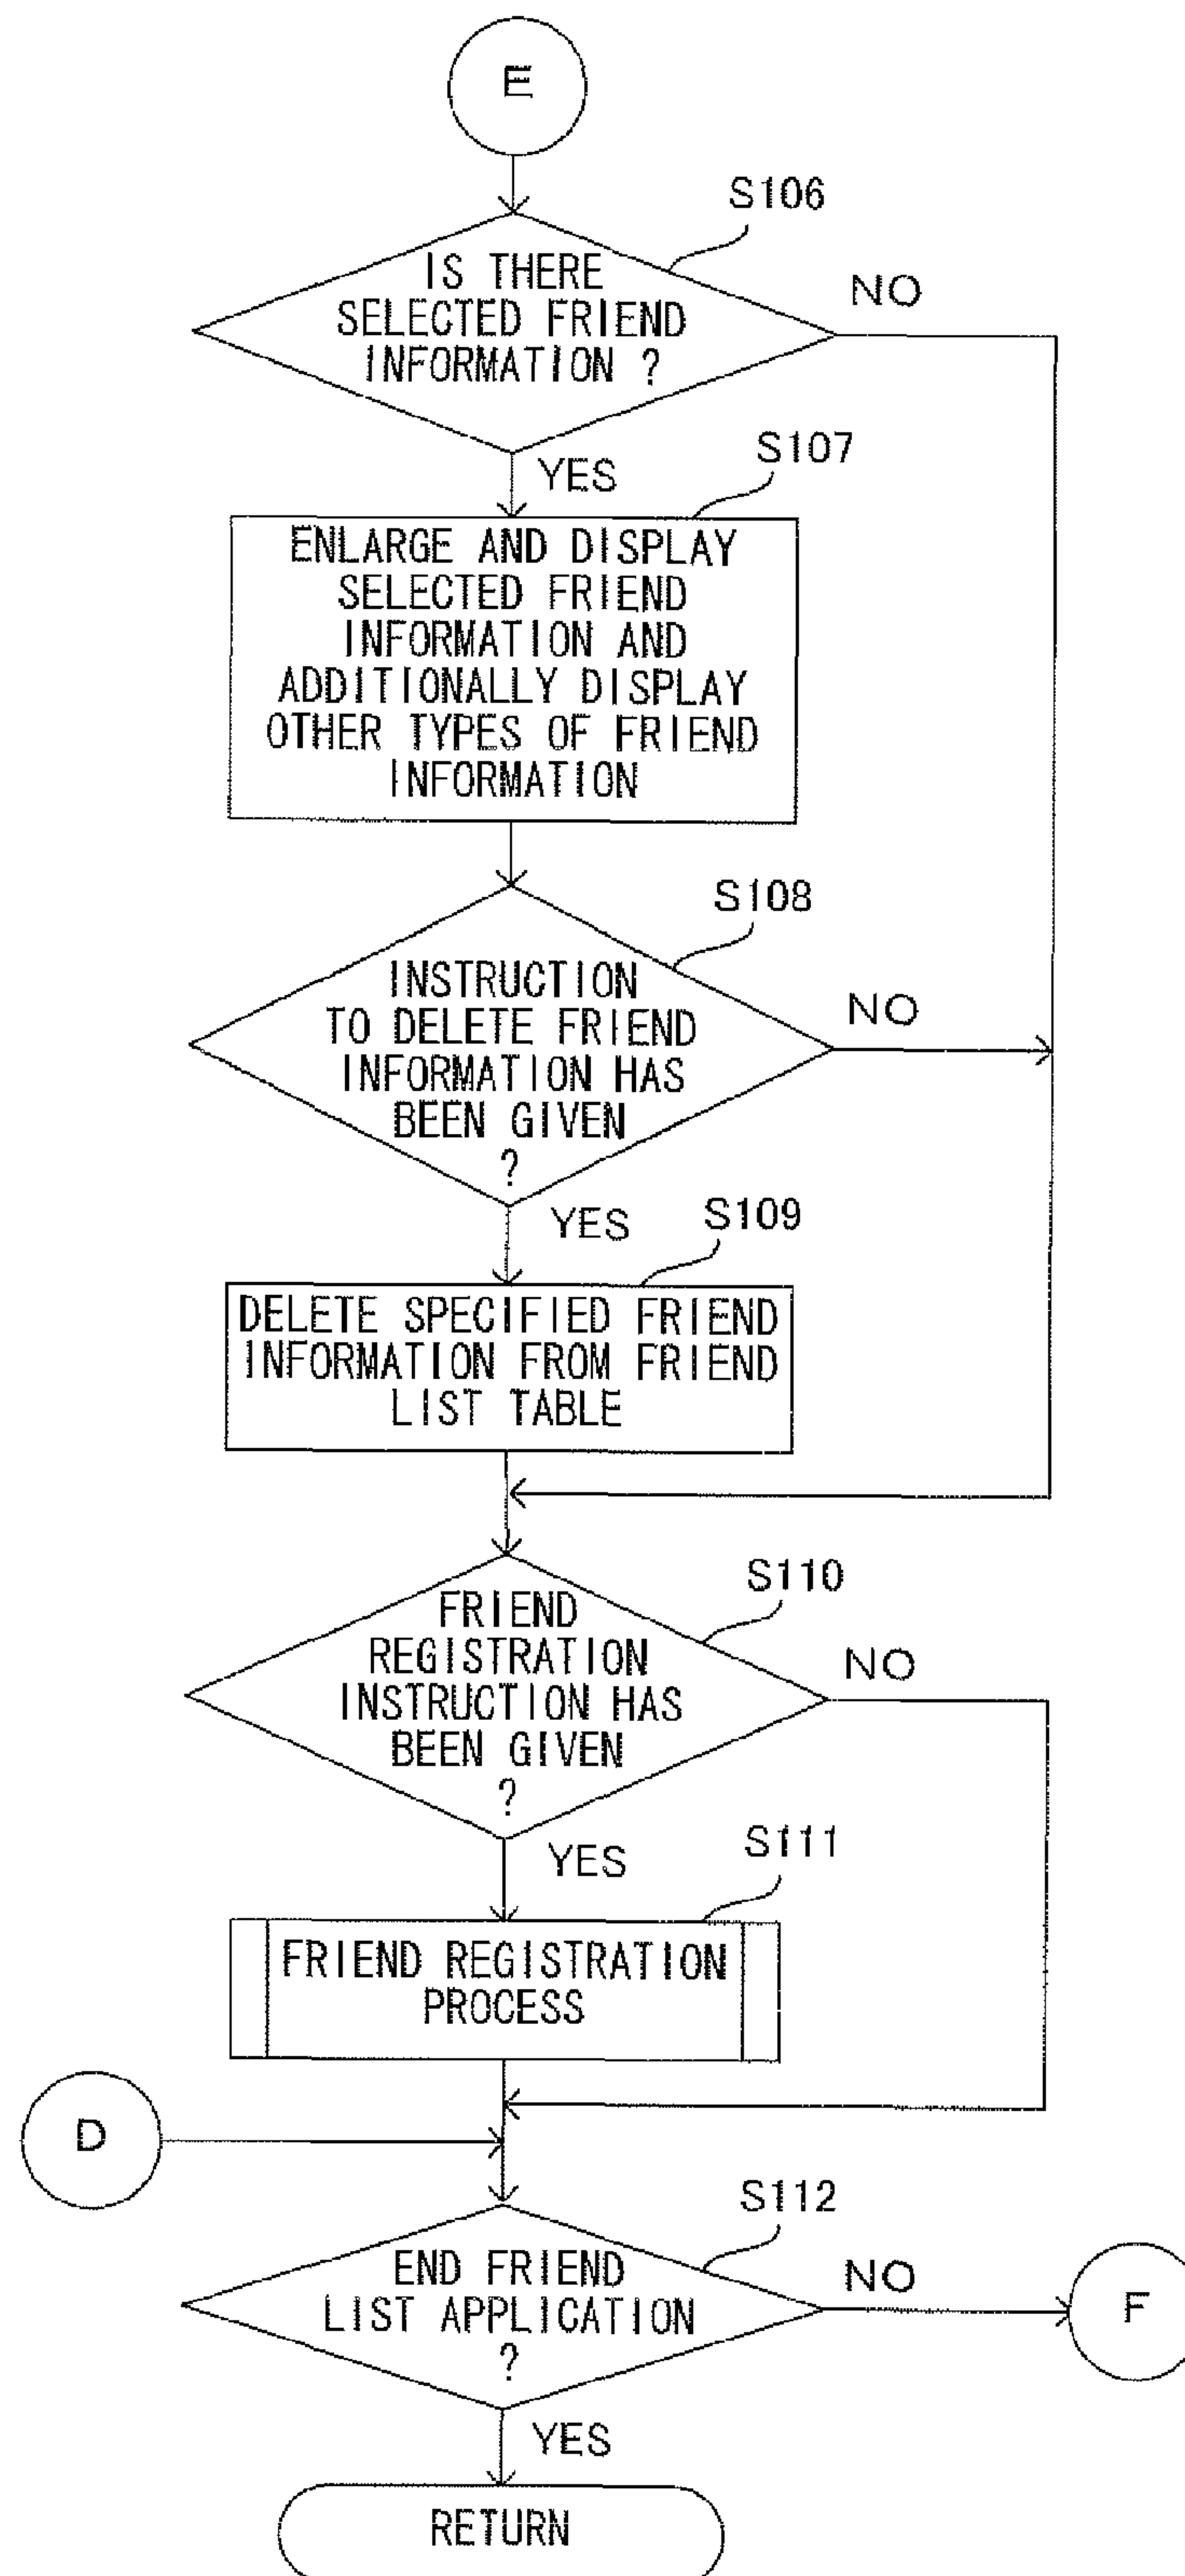 E
S106
IS THERE
SELECTED FRIEND
INFORMATION ?
NO
YES
S107
ENLARGE AND DISPLAY
SELECTED FRIEND
INFORMATION AND
ADDITIONALLY DISPLAY
OTHER TYPES OF FRIEND
INFORMATION
S108
INSTRUCTION
TO DELETE FRIEND
INFORMATION HAS
BEEN GIVEN
?
NO
YES
S109
DELETE SPECIFIED FRIEND
INFORMATION FROM FRIEND
LIST TABLE
S110
FRIEND
REGISTRATION
INSTRUCTION HAS
BEEN GIVEN
?
NO
YES
S111
FRIEND REGISTRATION
PROCESS
D
S112
END FRIEND
LIST APPLICATION
?
NO
F
YES
RETURN